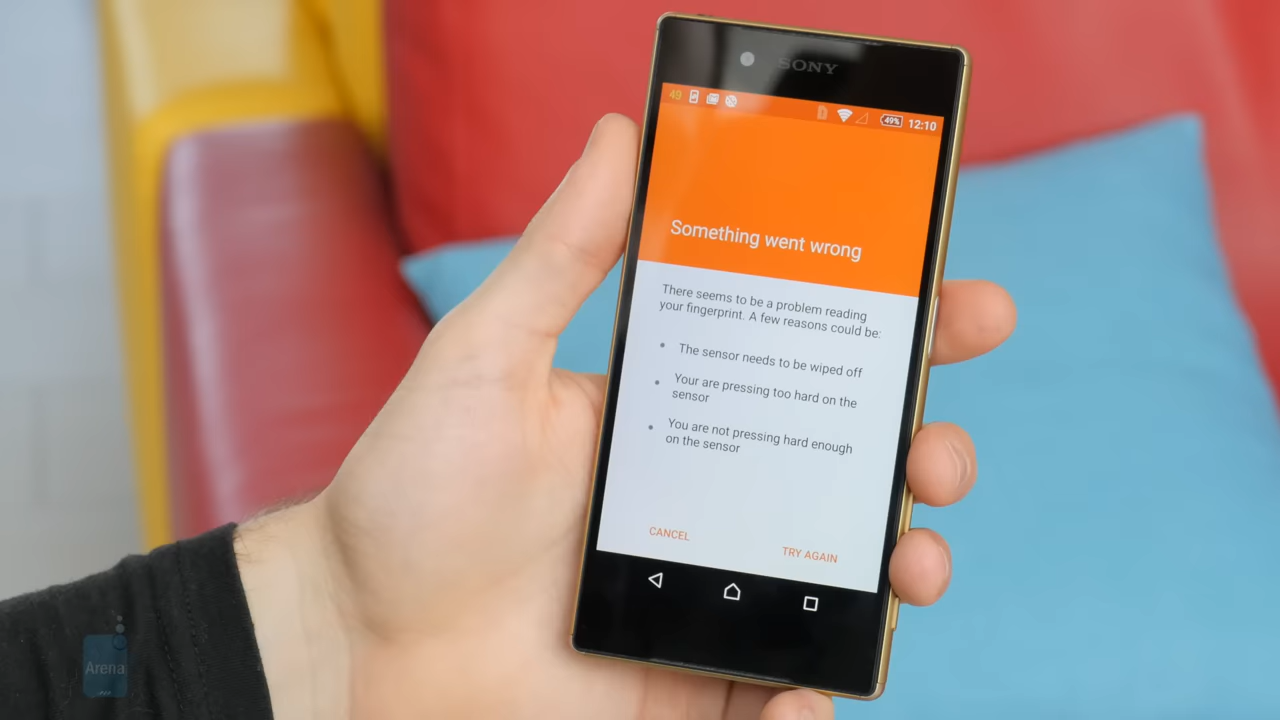 SONY
49
49% 12:10
Something went wrong
There seems to be a problem reading
your fingerprint. A few reasons could be:
• The sensor needs to be wiped off
• Your are pressing too hard on the
sensor
• You are not pressing hard enough
on the sensor
CANCEL
TRY AGAIN
Arena